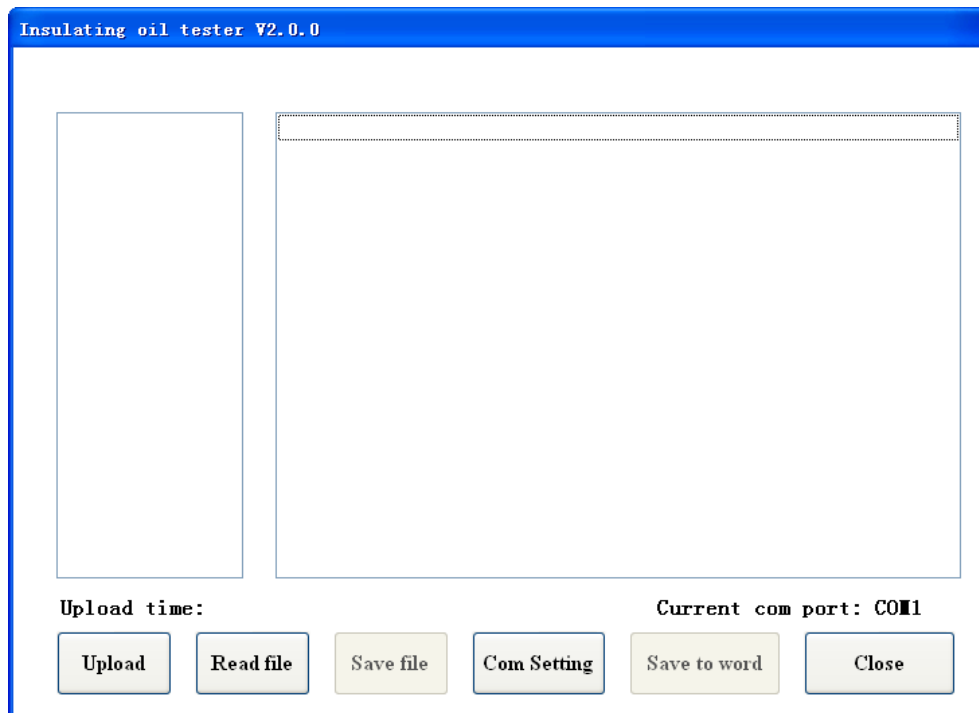 Insulating oil tester V2.0.0
Upload time:
Current com port: COM1
Upload
Read file
Save file
Com Setting
Save to word
Close